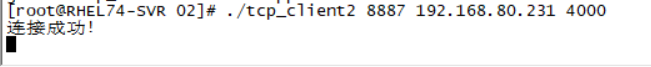 [root@RHEL74-SVR 02]# ./tcp_client2 8887 192.168.80.231 4000
连接成功!